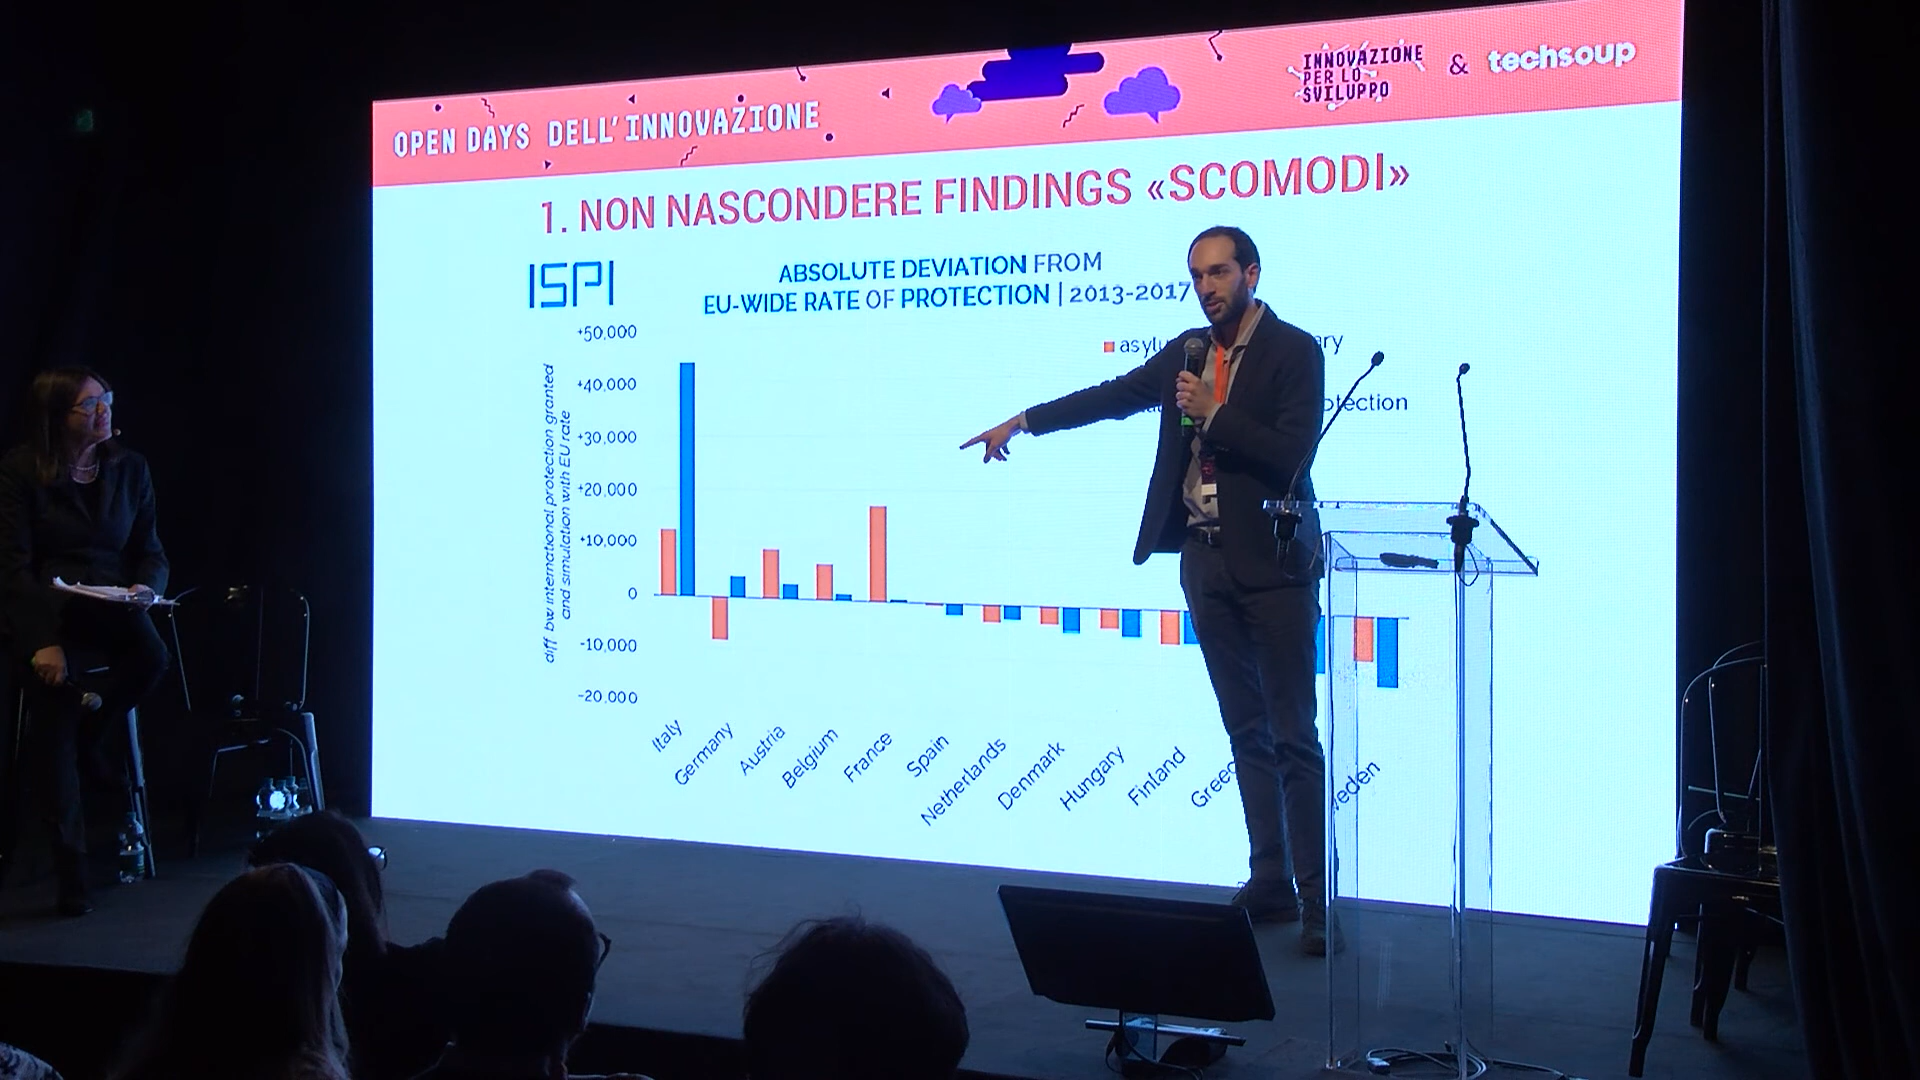 OPEN DAYS DELL'INNOVAZIONE
INNOVAZIONE
PER LO
SVILUPPO
& techsoup
1. NON NASCONDERE FINDINGS «SCOMODI»
ISPI
ABSOLUTE DEVIATION FROM
EU-WIDE RATE OF PROTECTION | 2013-2017
diff bw international protection granted
and simulation with EU rate
+50,000
+40,000
+30,000
+20,000
+10,000
0
-10,000
-20,000
Italy
Germany
Austria
Belgium
France
Spain
Netherlands
Denmark
Hungary
Finland